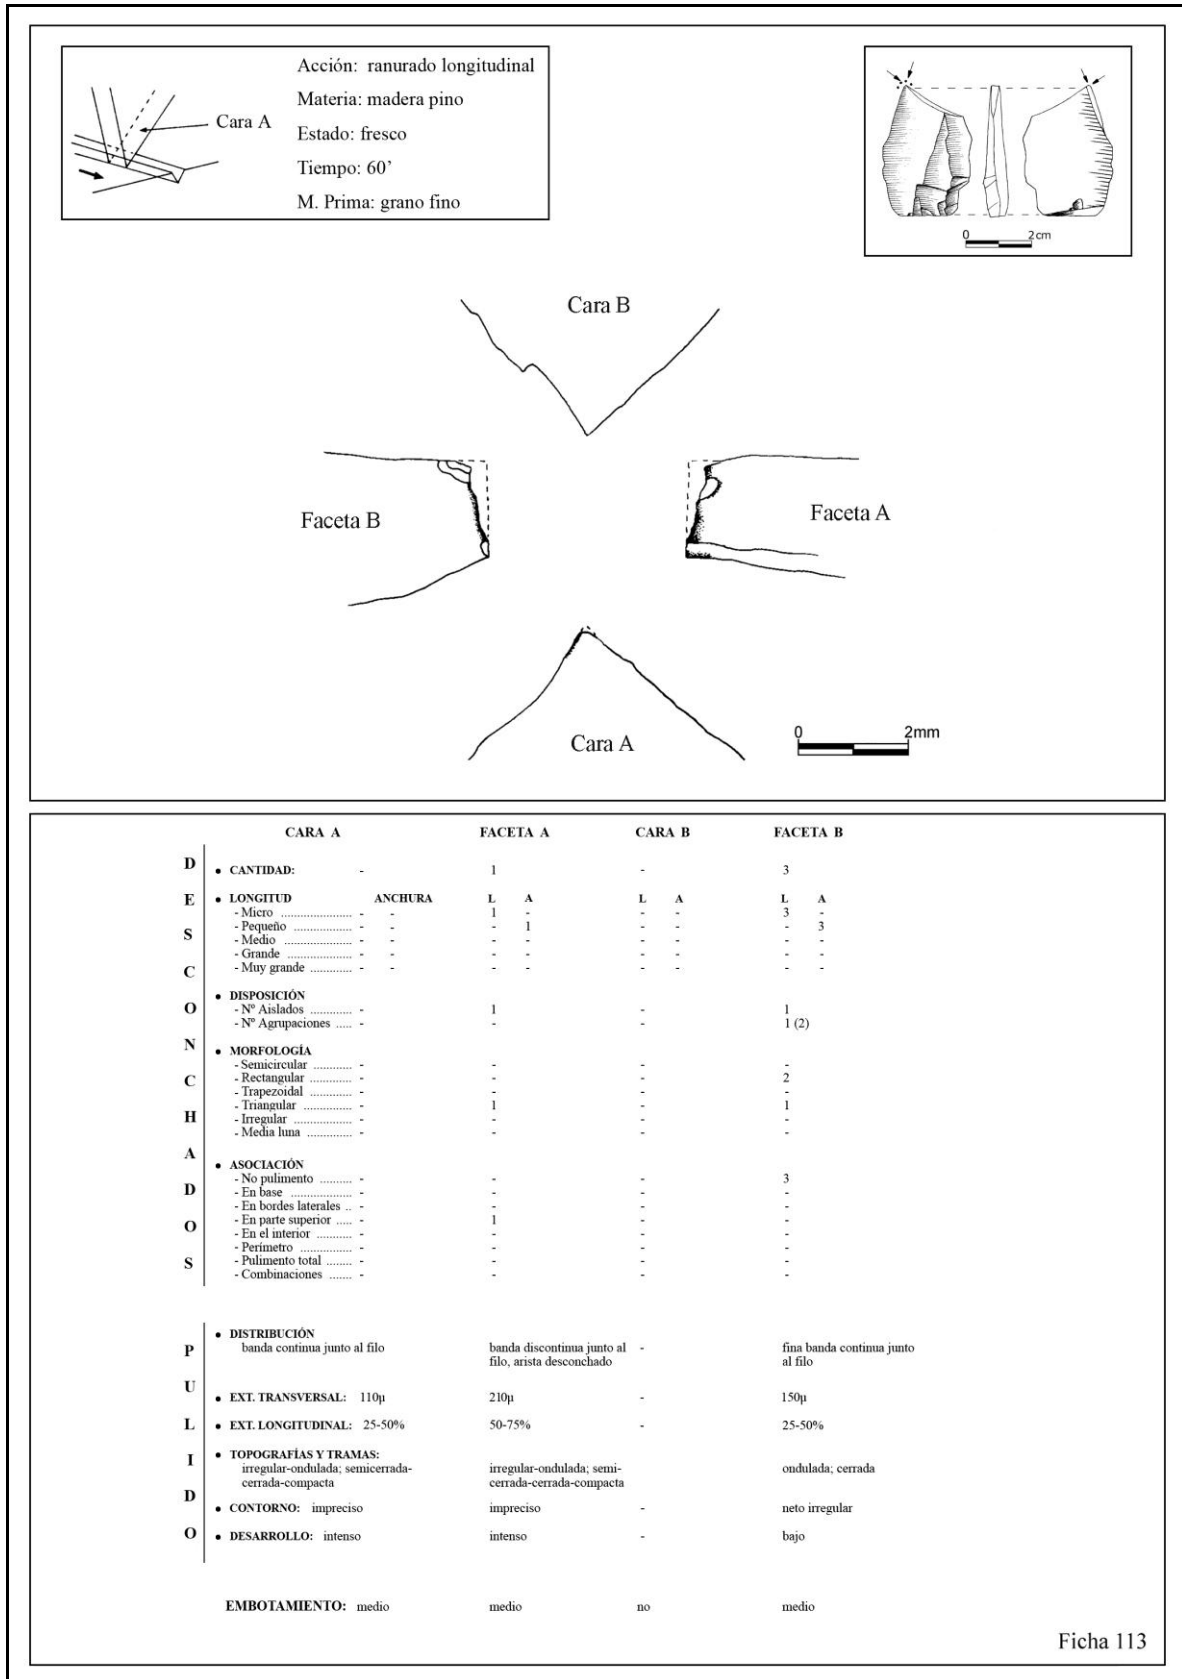 Acción: ranurado longitudinal
Materia: madera pino
Cara A
Estado: fresco
Tiempo: 60’
M. Prima: grano fino
0 2 cm
Cara B
Faceta B
Faceta A
Cara A
0 2mm
CARA A FACETA A CARA B FACETA B
DESCONCHADOS
• CANTIDAD: - 1 - 3
• LONGITUD ANCHURA L A L A L A
- Micro ...................... - - 1 - - - 3 -
- Pequeño .................. - - - 1 - - - 3
- Medio ..................... - - - - - - - -
- Grande .................... - - - - - - - -
- Muy grande ............. - - - - - - - -
• DISPOSICIÓN
- Nº Aislados ............. - 1 - 1
- Nº Agrupaciones ..... - - - 1 (2)
• MORFOLOGÍA
- Semicircular ............ - - - -
- Rectangular ............. - - - 2
- Trapezoidal .............. - - - -
- Triangular ............... - 1 - 1
- Irregular .................. - - - -
- Media luna .............. - - - -
• ASOCIACIÓN
- No pulimento .......... - - - 3
- En base ................... - - - -
- En bordes laterales .. - - - -
- En parte superior ..... - 1 - -
- En el interior ........... - - - -
- Perímetro ................ - - - -
- Pulimento total ........ - - - -
- Combinaciones ....... - - - -
PULIDO
• DISTRIBUCIÓN
banda continua junto al filo banda discontinua junto al - fina banda continua junto
filo, arista desconchado al filo
• EXT. TRANSVERSAL: 110µ 210µ - 150µ
• EXT. LONGITUDINAL: 25-50% 50-75% - 25-50%
• TOPOGRAFÍAS Y TRAMAS:
irregular-ondulada; semicerrada- irregular-ondulada; semi- ondulada; cerrada
cerrada-compacta cerrada-cerrada-compacta
• CONTORNO: impreciso impreciso - neto irregular
• DESARROLLO: intenso intenso - bajo
EMBOTAMIENTO: medio medio no medio
Ficha 113